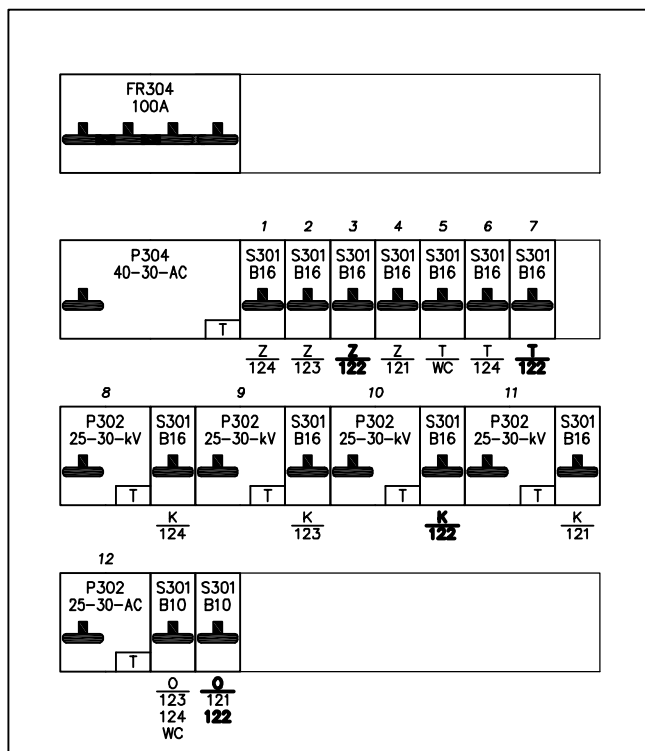 FR304
100A
1 2 3 4 5 6 7
P304 S301 S301 S301 S301 S301 S301 S301
40-30-AC B16 B16 B16 B16 B16 B16 B16
T
Z Z Z Z T T T
124 123 122 121 WC 124 122
8 9 10 11
P302 S301 P302 S301 P302 S301 P302 S301
25-30-kV B16 25-30-kV B16 25-30-kV B16 25-30-kV B16
T T T T
K K K K
124 123 122 121
12
P302 S301 S301
25-30-AC B10 B10
T
O O
123 121
124 122
WC